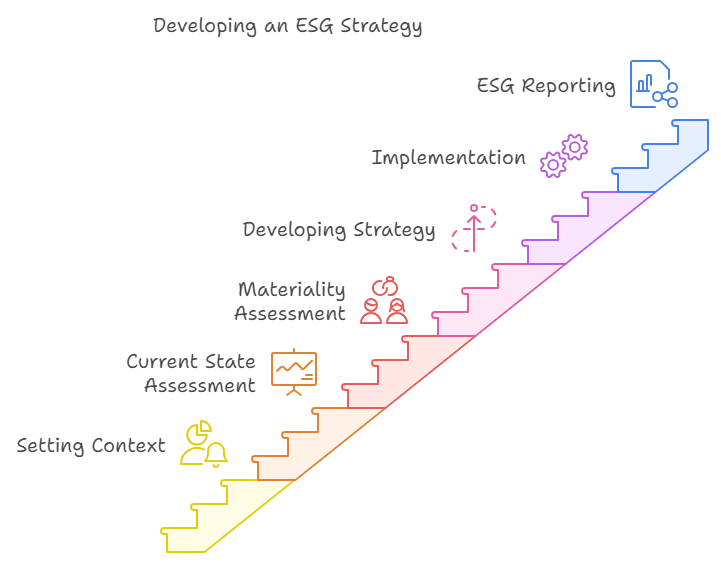 Developing an ESG Strategy
ESG Reporting
Implementation
Developing Strategy
Materiality
Assessment
Current State
Assessment
Setting Context